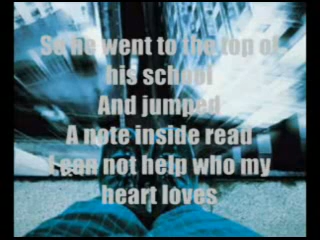 So he went to the top of
his school
And jumped
A note inside read
I can not help who my
heart loves